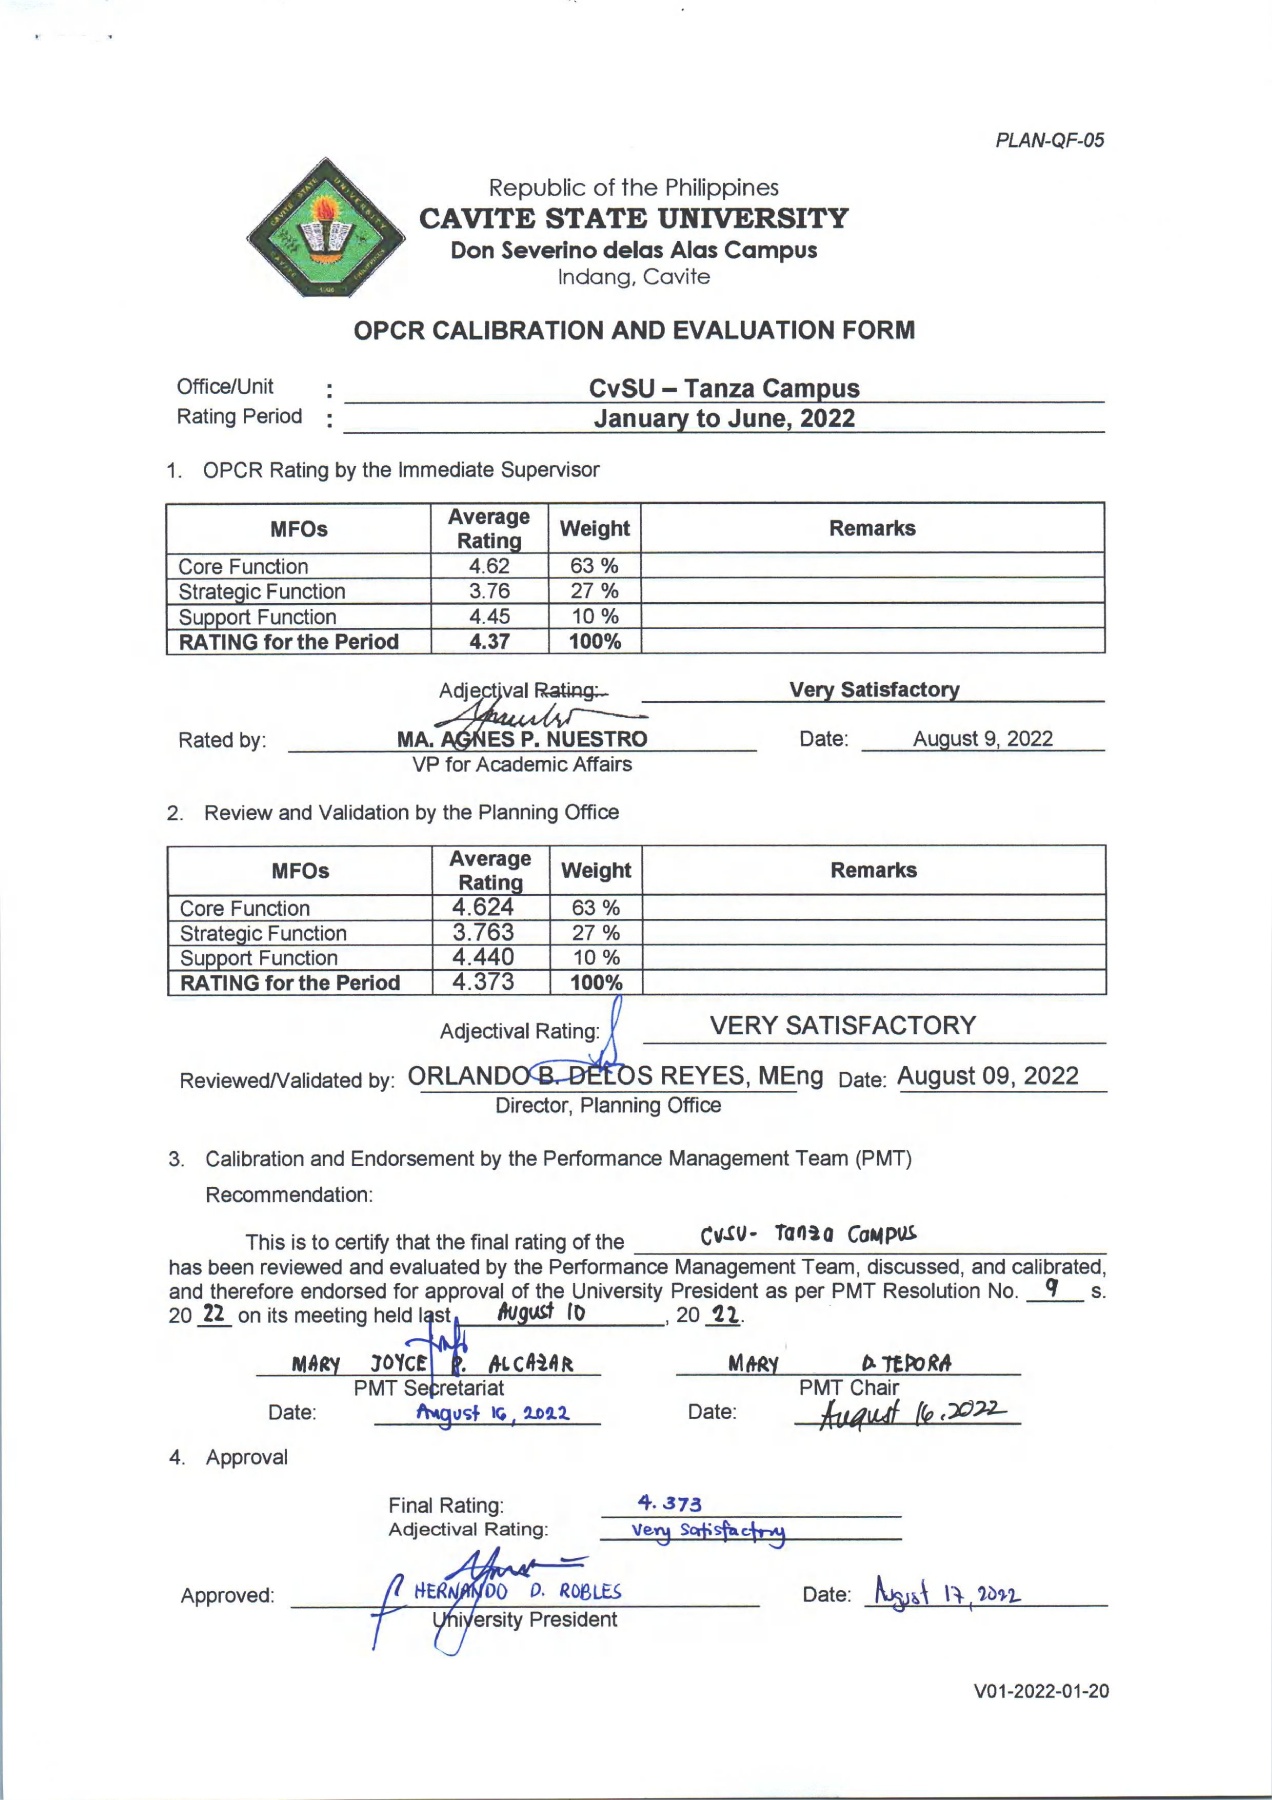 PLAN-QF-05
Republic of the Philippines
CAVITE STATE UNIVERSITY
Don Severino delas Alas Campus
Indang, Cavite
OPCR CALIBRATION AND EVALUATION FORM
Office/Unit : CvSU – Tanza Campus
Rating Period : January to June, 2022
1. OPCR Rating by the Immediate Supervisor
MFOs Average Rating Weight Remarks
Core Function 4.62 63 %
Strategic Function 3.76 27 %
Support Function 4.45 10 %
RATING for the Period 4.37 100%
Adjectival Rating: Very Satisfactory
Rated by: MA. AGNES P. NUESTRO Date: August 9, 2022
VP for Academic Affairs
2. Review and Validation by the Planning Office
MFOs Average Rating Weight Remarks
Core Function 4.624 63 %
Strategic Function 3.763 27 %
Support Function 4.440 10 %
RATING for the Period 4.373 100%
Adjectival Rating: VERY SATISFACTORY
Reviewed/Validated by: ORLANDO B. DELOS REYES, MEng Date: August 09, 2022
Director, Planning Office
3. Calibration and Endorsement by the Performance Management Team (PMT)
Recommendation:
This is to certify that the final rating of the CvSU- Tanza Campus
has been reviewed and evaluated by the Performance Management Team, discussed, and calibrated,
and therefore endorsed for approval of the University President as per PMT Resolution No. 9 s.
20 22 on its meeting held last August 10, 20 22.
MARY JOYCE P. ALCAZAR MARY D. TEPORA
PMT Secretariat PMT Chair
Date: August 16, 2022 Date: August 16, 2022
4. Approval
Final Rating: 4.373
Adjectival Rating: Very Satisfactory
Approved: HERNANDO D. ROBLES Date: August 17, 2022
University President
V01-2022-01-20